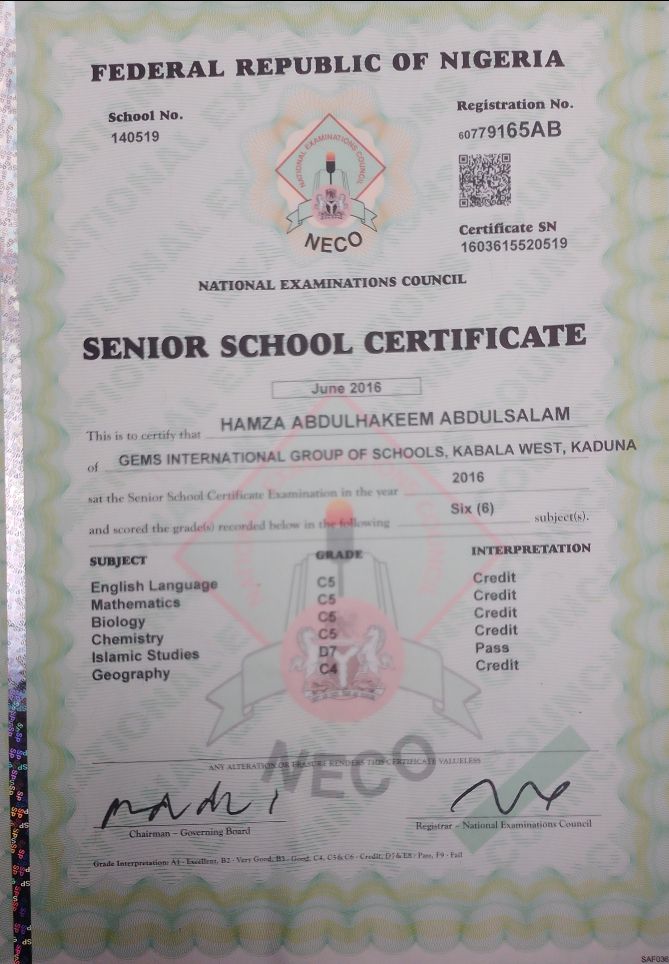 FEDERAL REPUBLIC OF NIGERIA
School No.
140519
Registration No.
60779165AB
NATIONAL EXAMINATIONS COUNCIL
NECO
Certificate SN
1603615520519
NATIONAL EXAMINATIONS COUNCIL
SENIOR SCHOOL CERTIFICATE
June 2016
This is to certify that HAMZA ABDULHAKEEM ABDULSALAM
of GEMS INTERNATIONAL GROUP OF SCHOOLS, KABALA WEST, KADUNA
sat the Senior School Certificate Examination in the year 2016
and scored the grade(s) recorded below in the following Six (6) subject(s).
SUBJECT GRADE INTERPRETATION
English Language C5 Credit
Mathematics C5 Credit
Biology C5 Credit
Chemistry C5 Credit
Islamic Studies D7 Pass
Geography C4 Credit
NECO
ANY ALTERATION OR ERASURE RENDERS THIS CERTIFICATE VALUELESS
Chairman – Governing Board
Registrar – National Examinations Council
Grade Interpretation: A1 - Excellent, B2 - Very Good, B3 - Good, C4, C5 & C6 - Credit, D7 & E8 - Pass, F9 - Fail